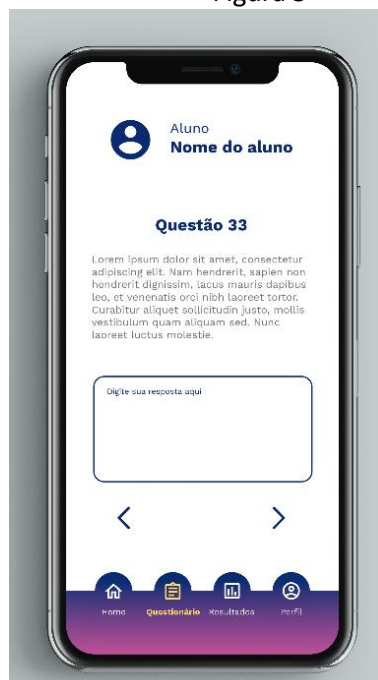 Aluno
Nome do aluno
Questão 33
Lorem ipsum dolor sit amet, consectetur
adipiscing elit. Nam hendrerit, sapien non
hendrerit dignissim, lacus mauris dapibus
leo, et venenatis orci nibh laoreet tortor.
Curabitur aliquet sollicitudin justo, mollis
vestibulum quam aliquam sed. Nunc
laoreet luctus molestie.
Digite sua resposta aqui
Home Questionário Resultados Perfil